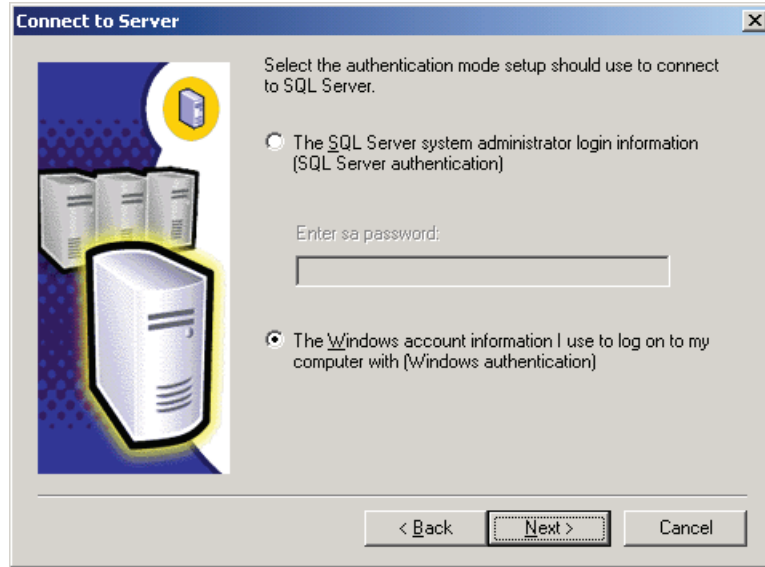 Connect to Server
Select the authentication mode setup should use to connect
to SQL Server.
The SQL Server system administrator login information
(SQL Server authentication)
Enter sa password:
The Windows account information I use to log on to my
computer with (Windows authentication)
< Back
Next >
Cancel